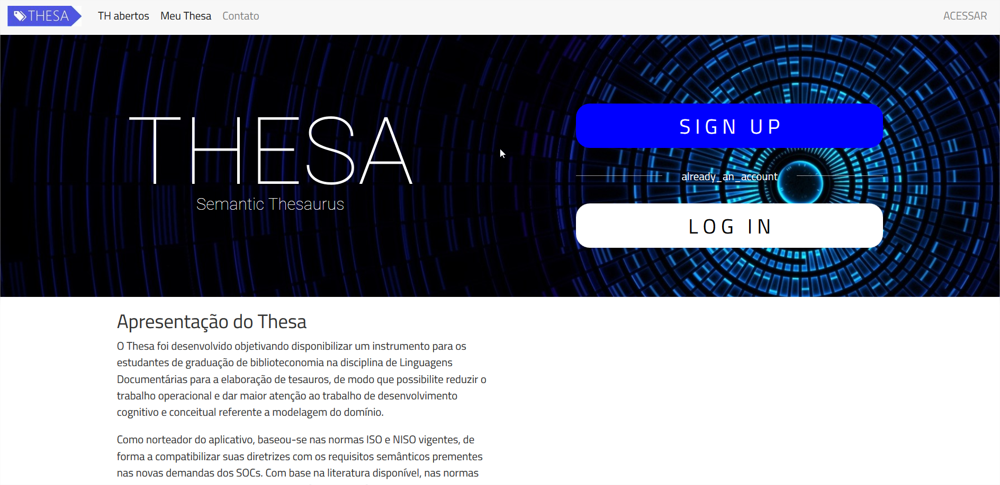 THESA
TH abertos
Meu Thesa
Contato
ACESSAR
THESA
Semantic Thesaurus
SIGN UP
already_an_account
LOG IN
Apresentação do Thesa
O Thesa foi desenvolvido objetivando disponibilizar um instrumento para os
estudantes de graduação de biblioteconomia na disciplina de Linguagens
Documentárias para a elaboração de tesauros, de modo que possibilite reduzir o
trabalho operacional e dar maior atenção ao trabalho de desenvolvimento
cognitivo e conceitual referente a modelagem do domínio.
Como norteador do aplicativo, baseou-se nas normas ISO e NISO vigentes, de
forma a compatibilizar suas diretrizes com os requisitos semânticos prementes
nas novas demandas dos SOCs. Com base na literatura disponível, nas normas